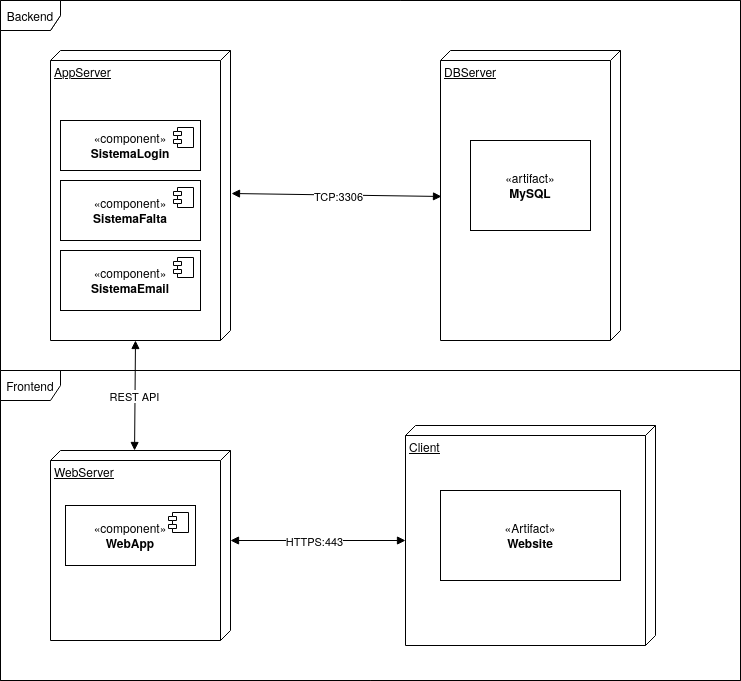 Backend
AppServer
«component»
SistemaLogin
«component»
SistemaFalta
«component»
SistemaEmail
TCP:3306
DBServer
«artifact»
MySQL
REST API
Frontend
WebServer
«component»
WebApp
HTTPS:443
Client
«Artifact»
Website